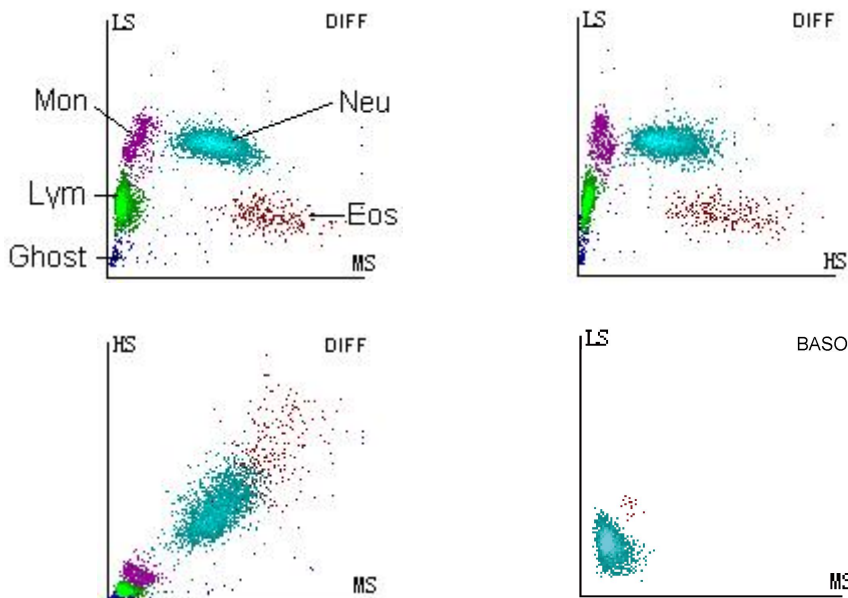 LS DIFF
Mon
Neu
Lym
Eos
Ghost
MS
LS DIFF
HS
HS DIFF
MS
LS BASO
MS